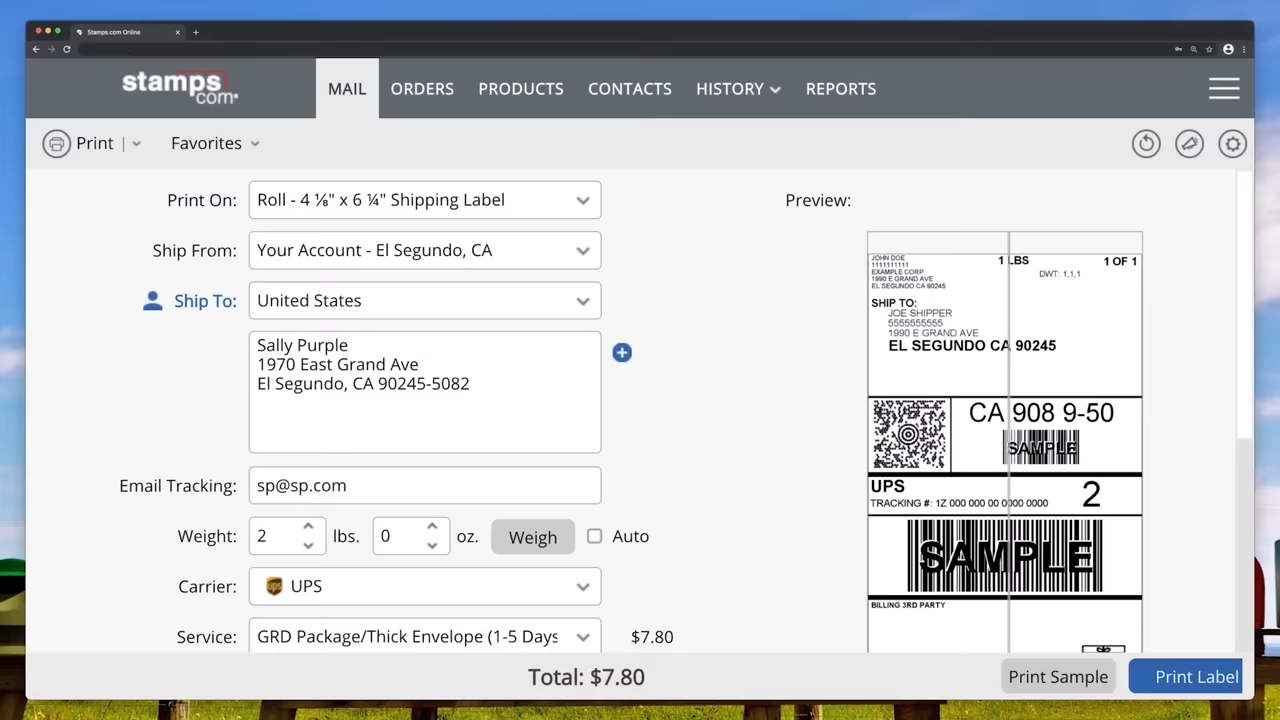 Stamps.com Online
stamps
.com
MAIL
ORDERS
PRODUCTS
CONTACTS
HISTORY
REPORTS
Print
Favorites
Print On:
Roll - 4 ⅛" x 6 ¼" Shipping Label
Preview:
Ship From:
Your Account - El Segundo, CA
Ship To:
United States
Sally Purple
1970 East Grand Ave
El Segundo, CA 90245-5082
Email Tracking:
sp@sp.com
Weight:
2
lbs.
0
oz.
Weigh
Auto
Carrier:
UPS
Service:
GRD Package/Thick Envelope (1-5 Days
$7.80
JOHN DOE
1111111111
EXAMPLE CORP.
1990 E GRAND AVE
EL SEGUNDO CA 90245
1 LBS
1 OF 1
DWT: 1,1,1
SHIP TO:
JOE SHIPPER
5555555555
1990 E GRAND AVE
EL SEGUNDO CA 90245
CA 908 9-50
SAMPLE
UPS
TRACKING #: 1Z 000 000 00 0000 0000
2
SAMPLE
BILLING 3RD PARTY
Total: $7.80
Print Sample
Print Label